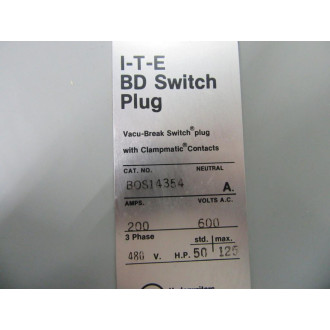 I-T-E
BD Switch
Plug
Vacu-Break Switch® plug
with Clampmatic® Contacts
CAT. NO. NEUTRAL
BOS14354 A.
AMPS. VOLTS A.C.
200 600
3 Phase std. max.
480 V. H.P. 50 125